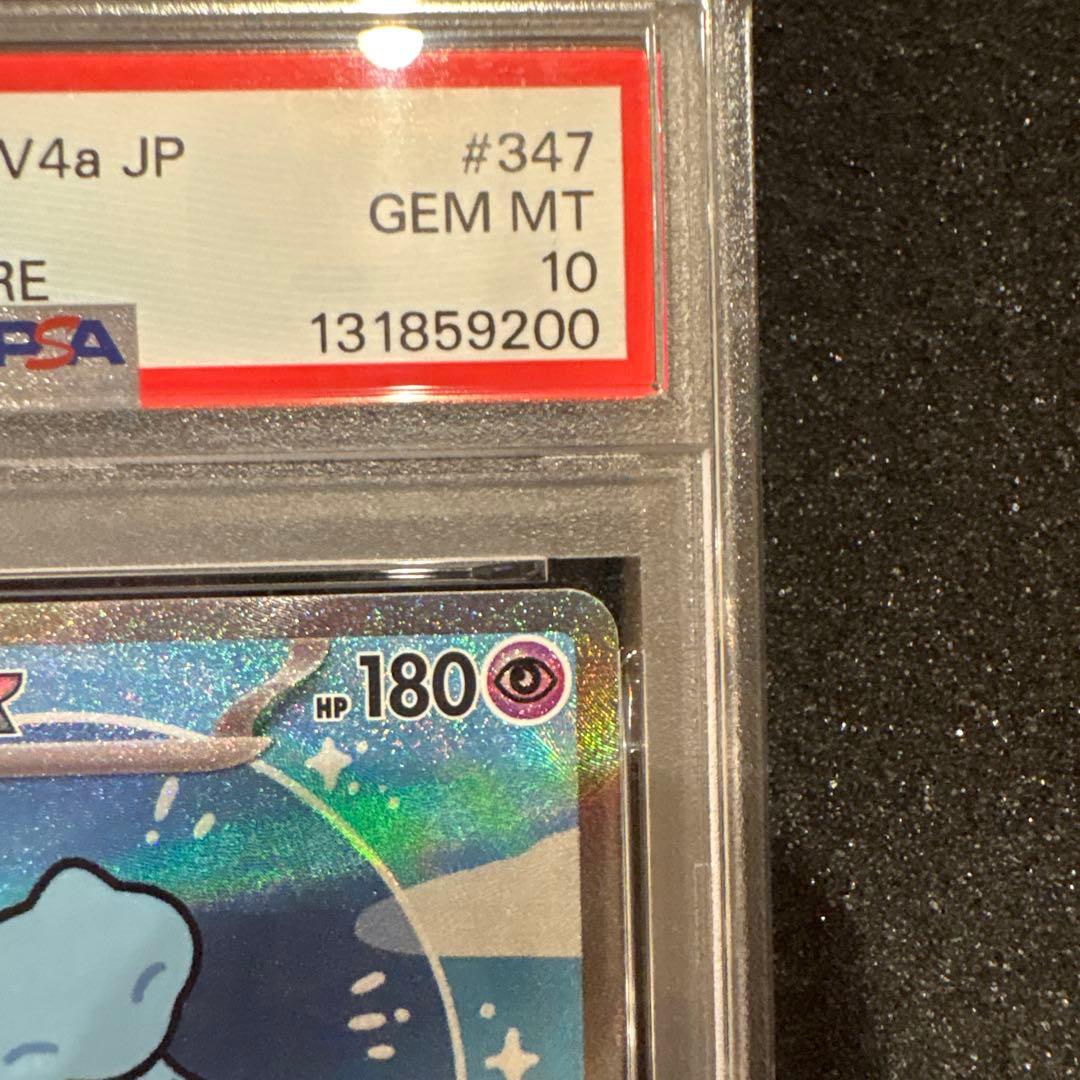 V4a JP #347
GEM MT
RE 10
PSA 131859200
HP 180